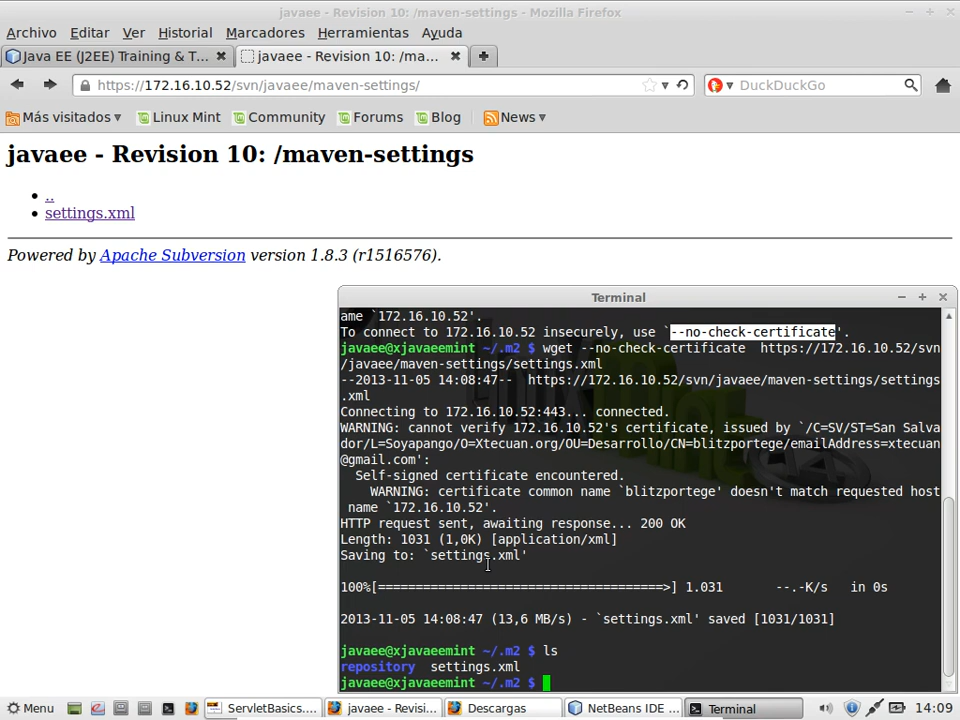 javaee - Revision 10: /maven-settings - Mozilla Firefox
Archivo Editar Ver Historial Marcadores Herramientas Ayuda
Java EE (J2EE) Training & T... javaee - Revision 10: /ma...
https://172.16.10.52/svn/javaee/maven-settings/ DuckDuckGo
Más visitados Linux Mint Community Forums Blog News
javaee - Revision 10: /maven-settings
• ..
• settings.xml
Powered by Apache Subversion version 1.8.3 (r1516576).
Terminal
ame `172.16.10.52'.
To connect to 172.16.10.52 insecurely, use `--no-check-certificate'.
javaee@xjavaeemint ~/.m2 $ wget --no-check-certificate  https://172.16.10.52/svn
/javaee/maven-settings/settings.xml
--2013-11-05 14:08:47--  https://172.16.10.52/svn/javaee/maven-settings/settings
.xml
Connecting to 172.16.10.52:443... connected.
WARNING: cannot verify 172.16.10.52's certificate, issued by `/C=SV/ST=San Salva
dor/L=Soyapango/O=Xtecuan.org/OU=Desarrollo/CN=blitzportege/emailAddress=xtecuan
@gmail.com':
  Self-signed certificate encountered.
    WARNING: certificate common name `blitzportege' doesn't match requested host
 name `172.16.10.52'.
HTTP request sent, awaiting response... 200 OK
Length: 1031 (1,0K) [application/xml]
Saving to: `settings.xml'
100%[======================================>] 1.031       --.-K/s   in 0s
2013-11-05 14:08:47 (13,6 MB/s) - `settings.xml' saved [1031/1031]
javaee@xjavaeemint ~/.m2 $ ls
repository  settings.xml
javaee@xjavaeemint ~/.m2 $
Menu ServletBasics.... javaee - Revisi... Descargas NetBeans IDE ... Terminal 14:09